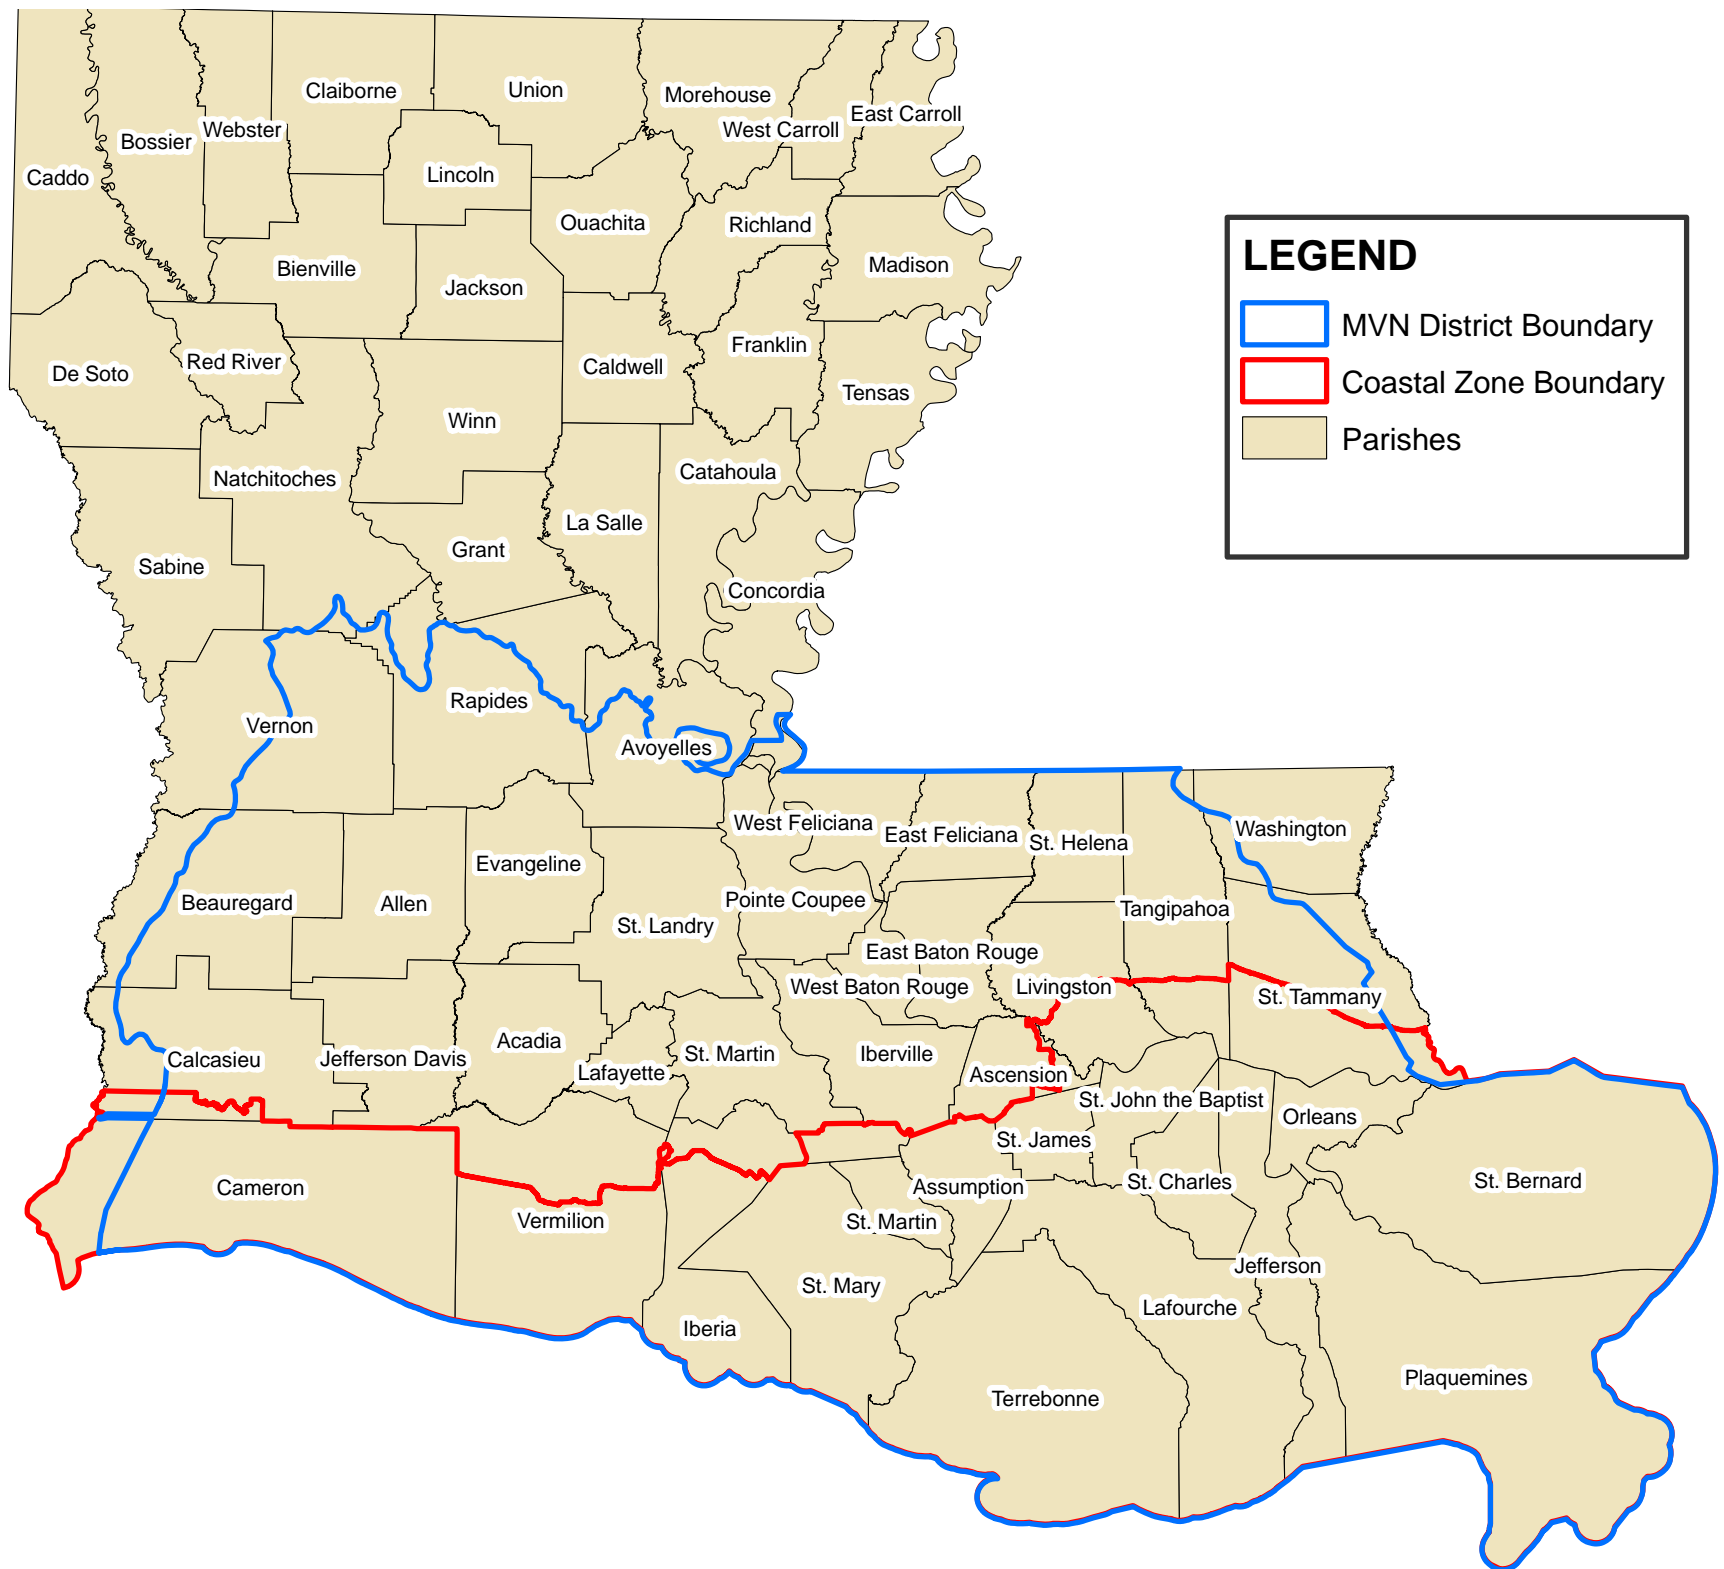 Claiborne
Union
Morehouse
East Carroll
West Carroll
Webster
Bossier
Caddo
Lincoln
Ouachita
Richland
Madison
Bienville
Jackson
LEGEND
MVN District Boundary
Coastal Zone Boundary
Parishes
Franklin
Red River
De Soto
Caldwell
Tensas
Winn
Natchitoches
Catahoula
La Salle
Grant
Sabine
Concordia
Rapides
Vernon
Avoyelles
West Feliciana
East Feliciana
St. Helena
Washington
Evangeline
Beauregard
Allen
Pointe Coupee
Tangipahoa
St. Landry
East Baton Rouge
West Baton Rouge
Livingston
St. Tammany
Acadia
Calcasieu
Jefferson Davis
Lafayette
St. Martin
Iberville
Ascension
St. John the Baptist
Orleans
St. James
Cameron
Vermilion
Assumption
St. Charles
St. Bernard
St. Martin
Jefferson
St. Mary
Lafourche
Iberia
Terrebonne
Plaquemines